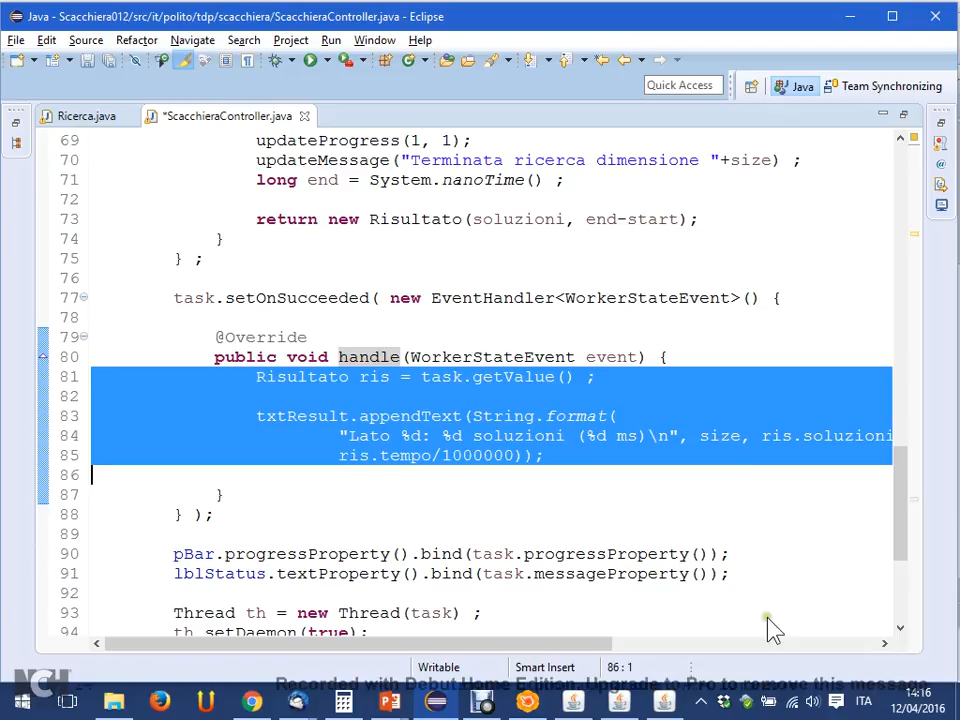 Java - Scacchiera012/src/it/polito/tdp/scacchiera/ScacchieraController.java - Eclipse
File Edit Source Refactor Navigate Search Project Run Window Help
Quick Access Java Team Synchronizing
Ricerca.java *ScacchieraController.java
69 updateProgress(1, 1);
70 updateMessage("Terminata ricerca dimensione "+size) ;
71 long end = System.nanoTime() ;
72
73 return new Risultato(soluzioni, end-start);
74 }
75 } ;
76
77 task.setOnSucceeded( new EventHandler<WorkerStateEvent>() {
78
79 @Override
80 public void handle(WorkerStateEvent event) {
81 Risultato ris = task.getValue() ;
82
83 txtResult.appendText(String.format(
84 "Lato %d: %d soluzioni (%d ms)\n", size, ris.soluzioni
85 ris.tempo/1000000));
86
87 }
88 } );
89
90 pBar.progressProperty().bind(task.progressProperty());
91 lblStatus.textProperty().bind(task.messageProperty());
92
93 Thread th = new Thread(task) ;
94 th.setDaemon(true);
Writable Smart Insert 86 : 1
NCH Recorded with Debut Home Edition. Upgrade to Pro to remove this message
ITA
14:16
12/04/2016